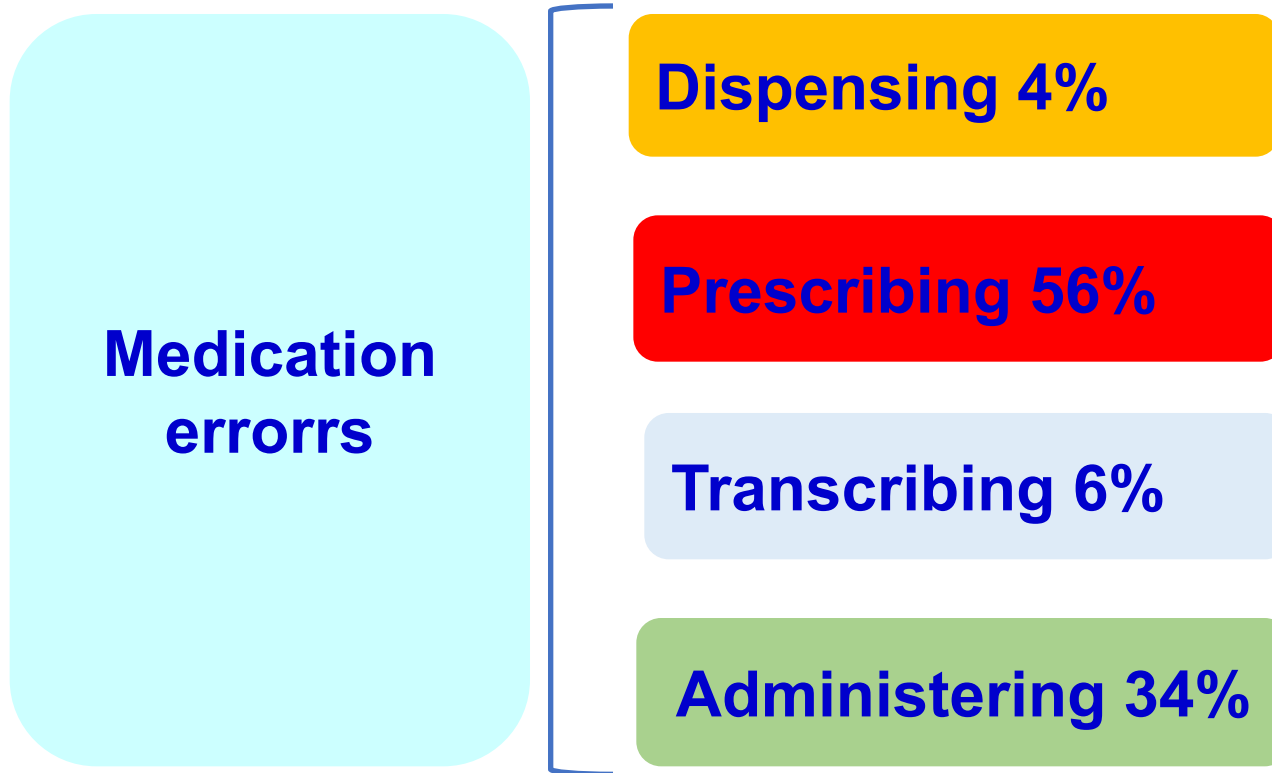 Medication
errorrs
Dispensing 4%
Prescribing 56%
Transcribing 6%
Administering 34%